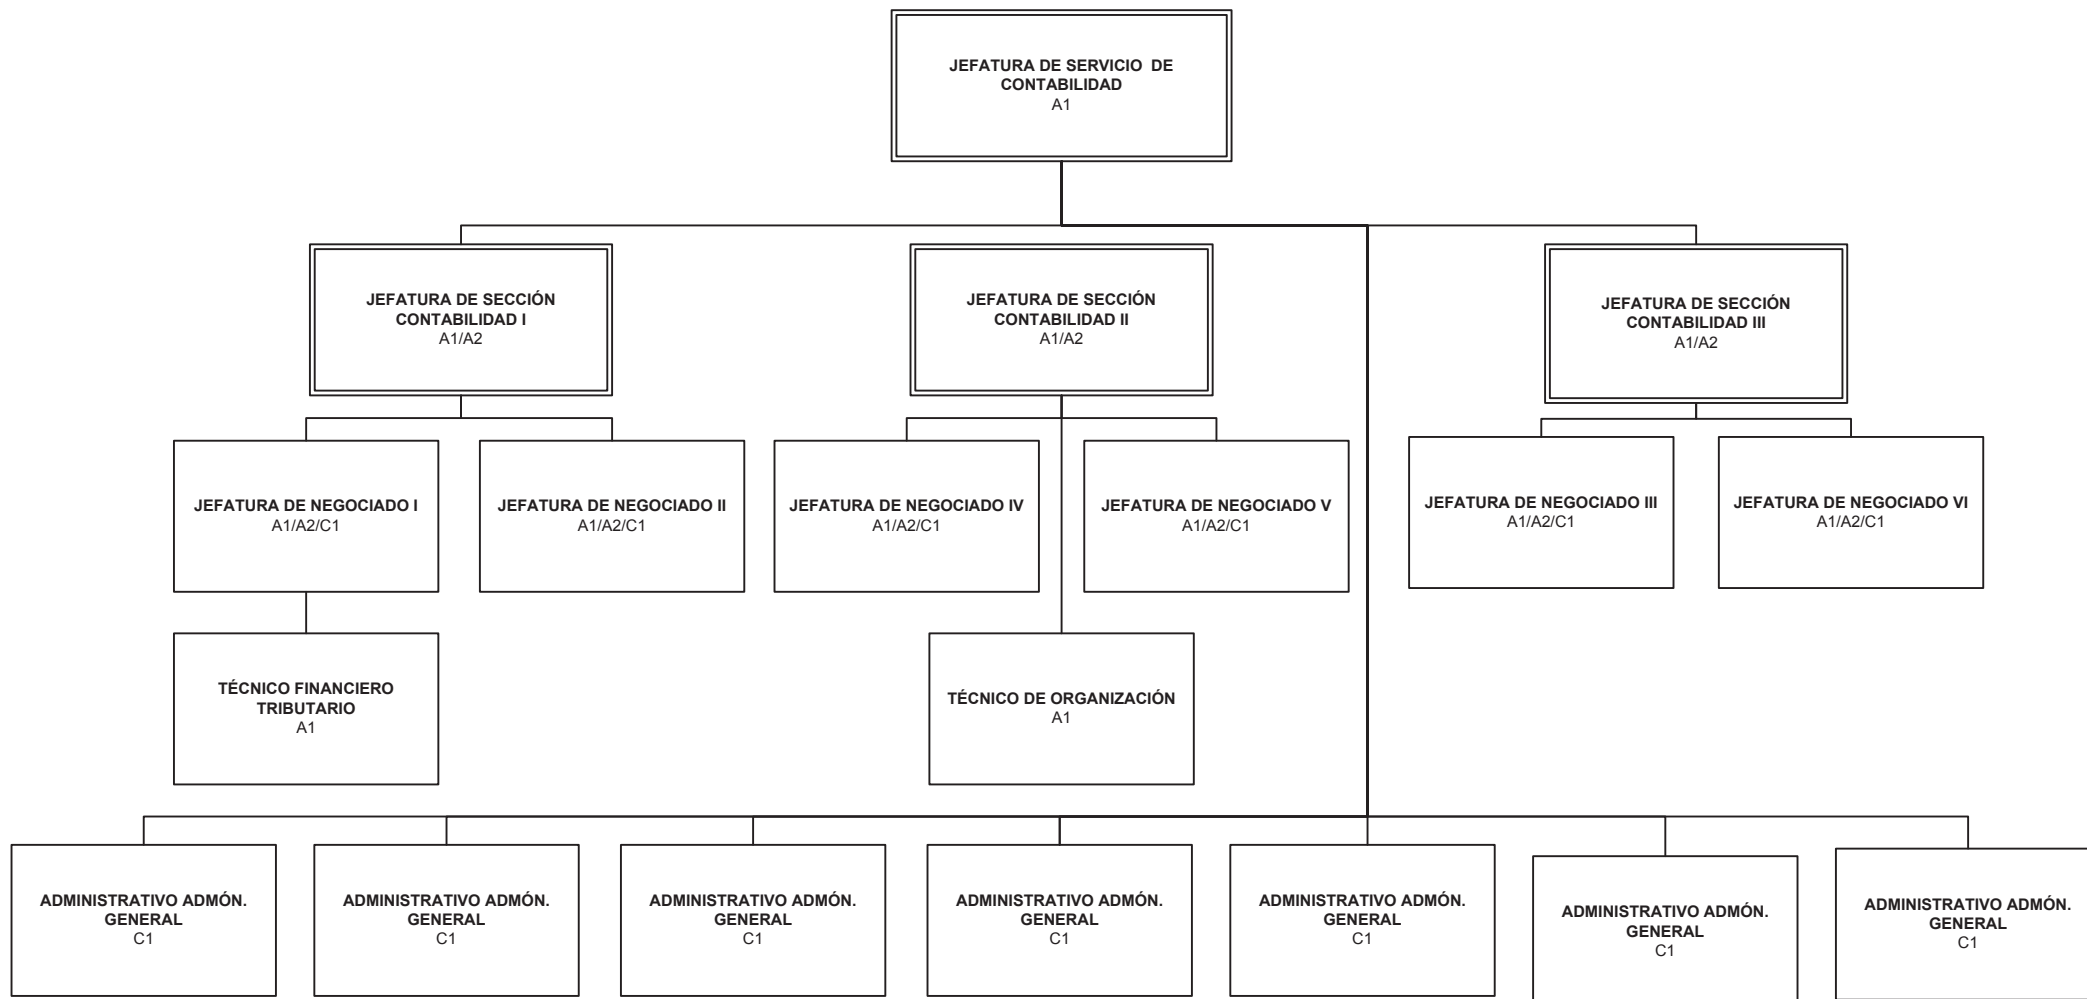 JEFATURA DE SERVICIO DE
CONTABILIDAD
A1
JEFATURA DE SECCIÓN
CONTABILIDAD I
A1/A2
JEFATURA DE SECCIÓN
CONTABILIDAD II
A1/A2
JEFATURA DE SECCIÓN
CONTABILIDAD III
A1/A2
JEFATURA DE NEGOCIADO I
A1/A2/C1
JEFATURA DE NEGOCIADO II
A1/A2/C1
JEFATURA DE NEGOCIADO IV
A1/A2/C1
JEFATURA DE NEGOCIADO V
A1/A2/C1
JEFATURA DE NEGOCIADO III
A1/A2/C1
JEFATURA DE NEGOCIADO VI
A1/A2/C1
TÉCNICO FINANCIERO
TRIBUTARIO
A1
TÉCNICO DE ORGANIZACIÓN
A1
ADMINISTRATIVO ADMÓN.
GENERAL
C1
ADMINISTRATIVO ADMÓN.
GENERAL
C1
ADMINISTRATIVO ADMÓN.
GENERAL
C1
ADMINISTRATIVO ADMÓN.
GENERAL
C1
ADMINISTRATIVO ADMÓN.
GENERAL
C1
ADMINISTRATIVO ADMÓN.
GENERAL
C1
ADMINISTRATIVO ADMÓN.
GENERAL
C1